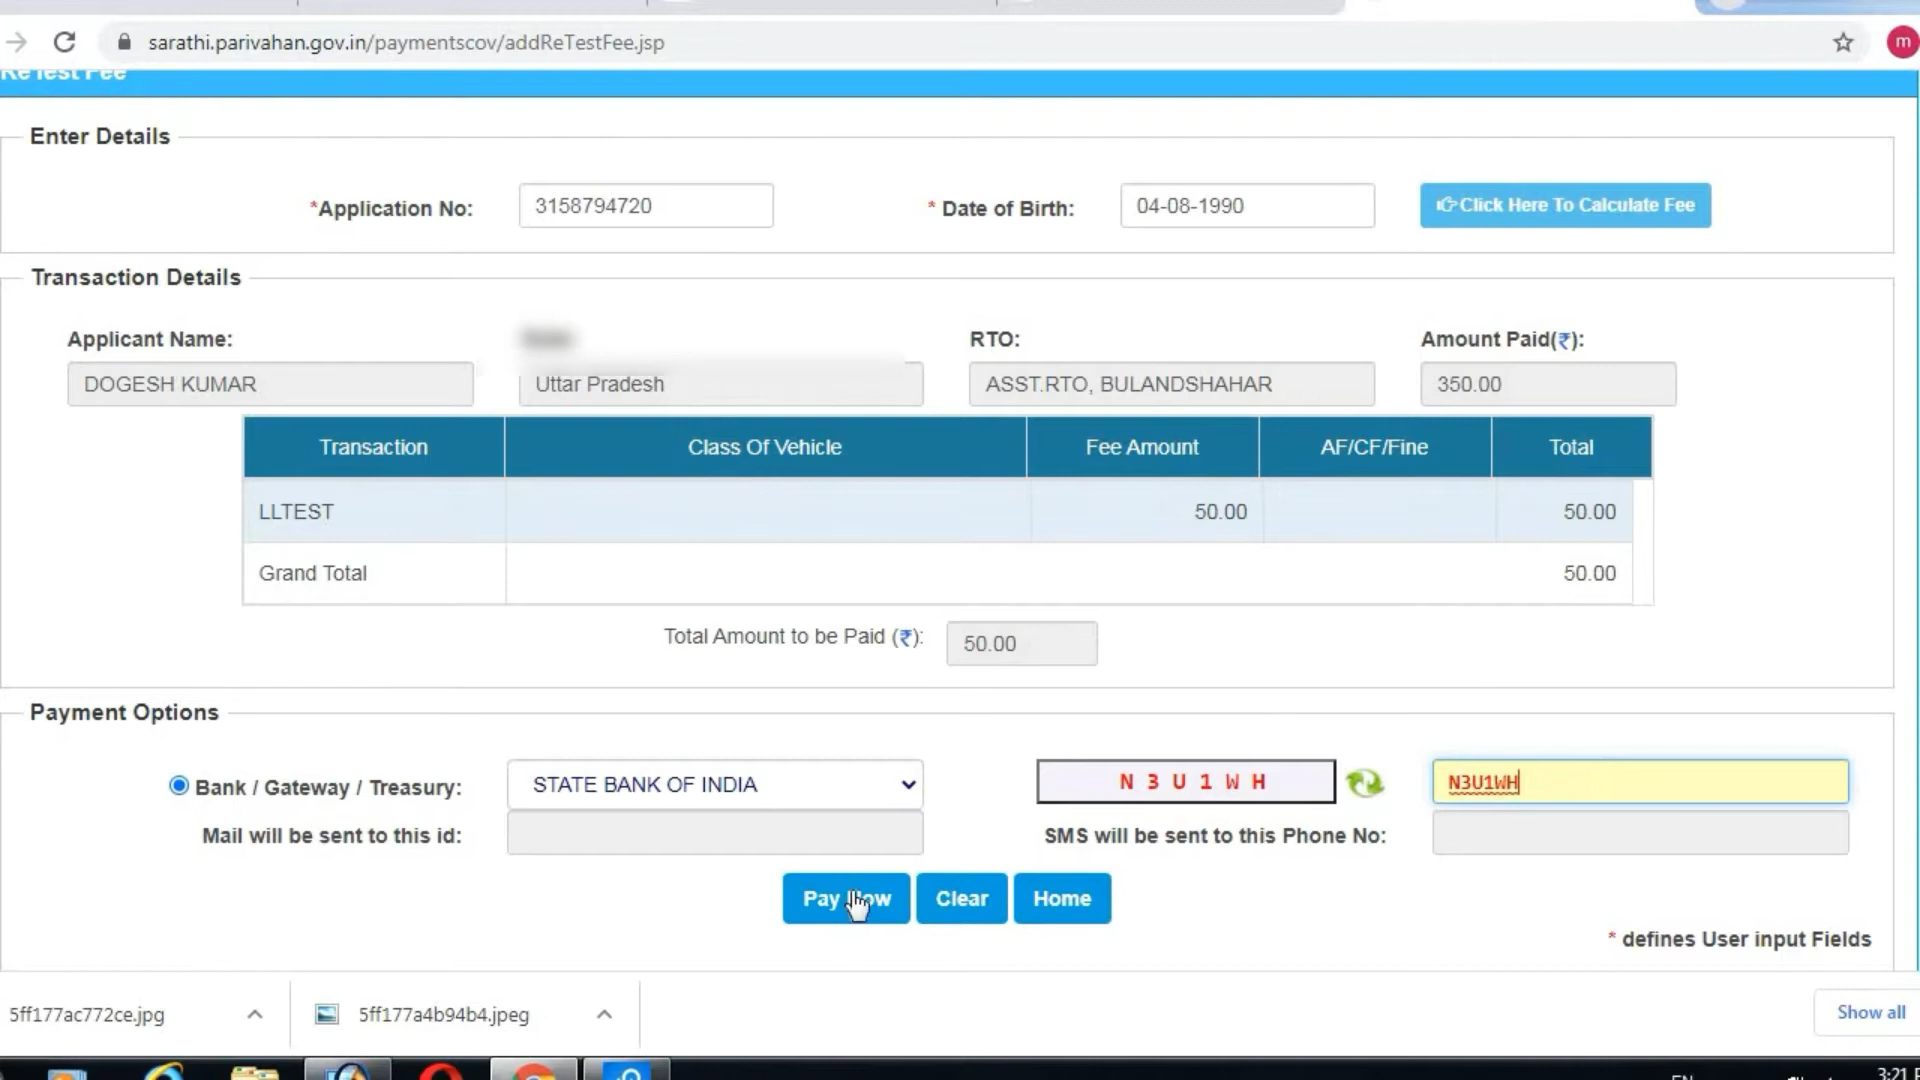 sarathi.parivahan.gov.in/paymentscov/addReTestFee.jsp
m
ReTest Fee
Enter Details
*Application No: 3158794720 * Date of Birth: 04-08-1990 Click Here To Calculate Fee
Transaction Details
Applicant Name: RTO: Amount Paid(₹):
DOGESH KUMAR Uttar Pradesh ASST.RTO, BULANDSHAHAR 350.00
Transaction Class Of Vehicle Fee Amount AF/CF/Fine Total
LLTEST 50.00 50.00
Grand Total 50.00
Total Amount to be Paid (₹): 50.00
Payment Options
Bank / Gateway / Treasury: STATE BANK OF INDIA N 3 U 1 W H N3U1WH
Mail will be sent to this id: SMS will be sent to this Phone No:
Pay Now Clear Home
* defines User input Fields
5ff177ac772ce.jpg 5ff177a4b94b4.jpeg Show all
EN 3:21 P